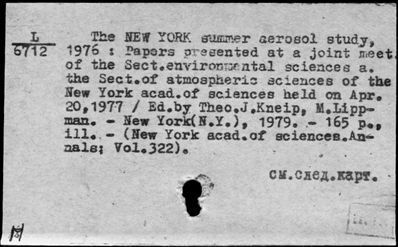 L
6712
The NEW YORK summer aerosol study,
1976 : Papers presented at a joint meet.
of the Sect.environmental sciences a.
the Sect.of atmospheric sciences of the
New York acad.of sciences held on Apr.
20,1977 / Ed.by Theo.J.Kneip, M.Lipp-
man. - New York(N.Y.), 1979. - 165 p.,
ill. - (New York acad.of sciences.An-
nals; Vol.322).
см.след.карт.